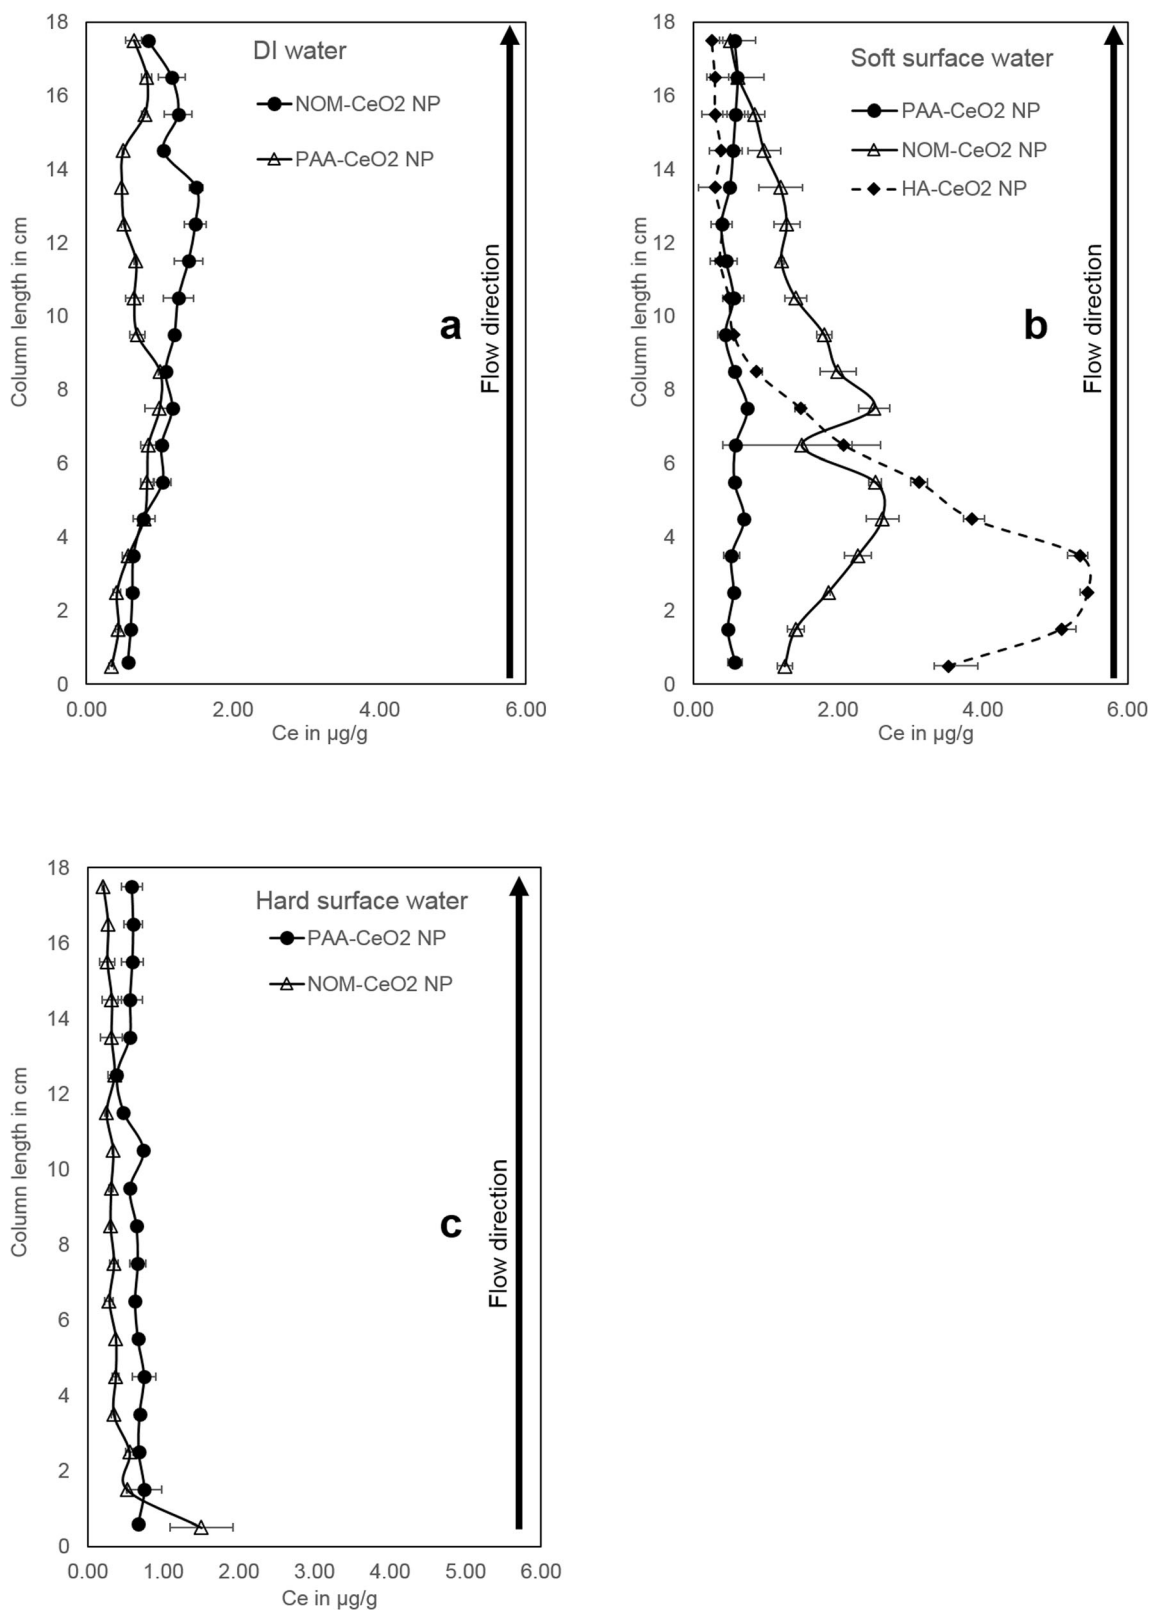 18
16
14
12
10
8
6
4
2
0
Column length in cm
DI water
NOM-CeO2 NP
PAA-CeO2 NP
a
Flow direction
0.00 2.00 4.00 6.00
Ce in µg/g
18
16
14
12
10
8
6
4
2
0
Column length in cm
Soft surface water
PAA-CeO2 NP
NOM-CeO2 NP
HA-CeO2 NP
b
Flow direction
0.00 2.00 4.00 6.00
Ce in µg/g
18
16
14
12
10
8
6
4
2
0
Column length in cm
Hard surface water
PAA-CeO2 NP
NOM-CeO2 NP
c
Flow direction
0.00 1.00 2.00 3.00 4.00 5.00 6.00
Ce in µg/g